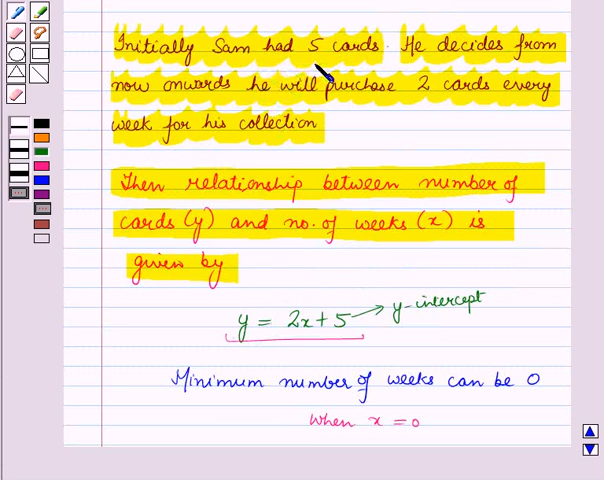 Initially Sam had 5 cards. He decides from
now onwards he will purchase 2 cards every
week for his collection
Then relationship between number of
cards (y) and no. of weeks (x) is
given by
y = 2x + 5 → y-intercept
Minimum number of weeks can be 0
When x = 0